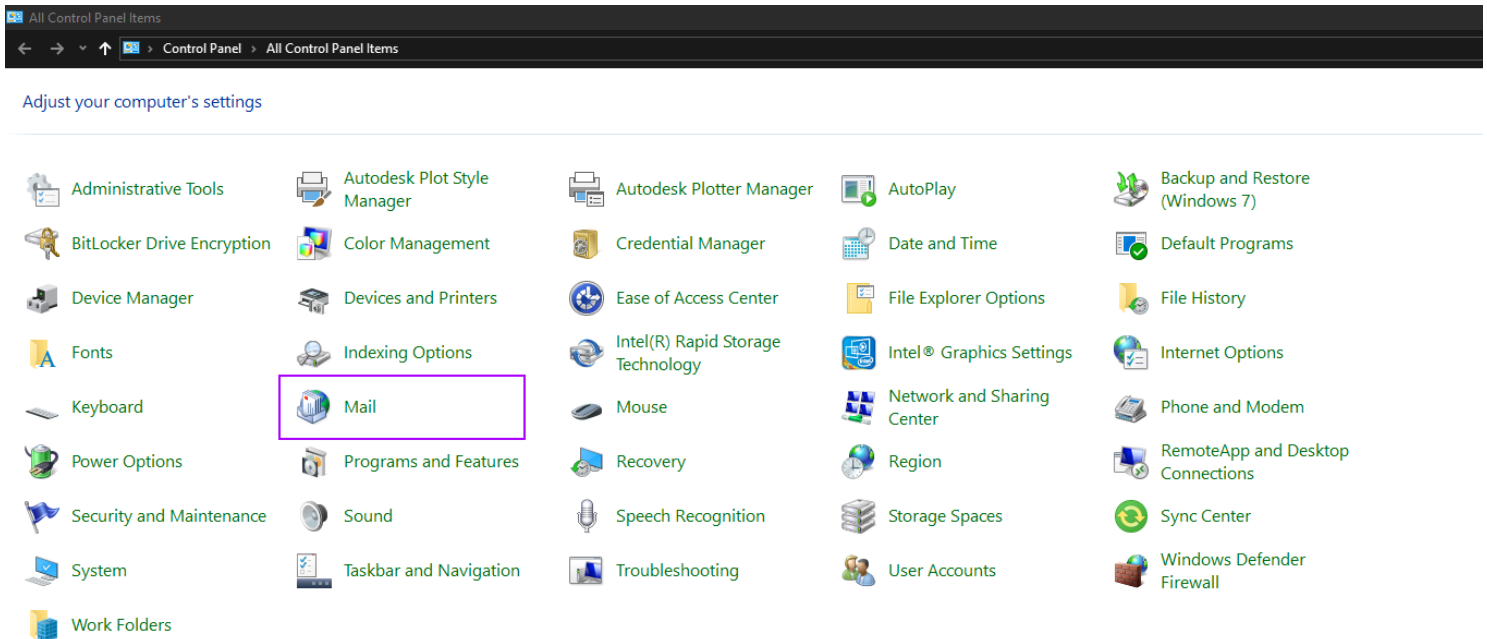 All Control Panel Items
Control Panel > All Control Panel Items
Adjust your computer's settings
Administrative Tools
Autodesk Plot Style
Manager
Autodesk Plotter Manager
AutoPlay
Backup and Restore
(Windows 7)
BitLocker Drive Encryption
Color Management
Credential Manager
Date and Time
Default Programs
Device Manager
Devices and Printers
Ease of Access Center
File Explorer Options
File History
Fonts
Indexing Options
Intel(R) Rapid Storage
Technology
Intel® Graphics Settings
Internet Options
Keyboard
Mail
Mouse
Network and Sharing
Center
Phone and Modem
Power Options
Programs and Features
Recovery
Region
RemoteApp and Desktop
Connections
Security and Maintenance
Sound
Speech Recognition
Storage Spaces
Sync Center
System
Taskbar and Navigation
Troubleshooting
User Accounts
Windows Defender
Firewall
Work Folders